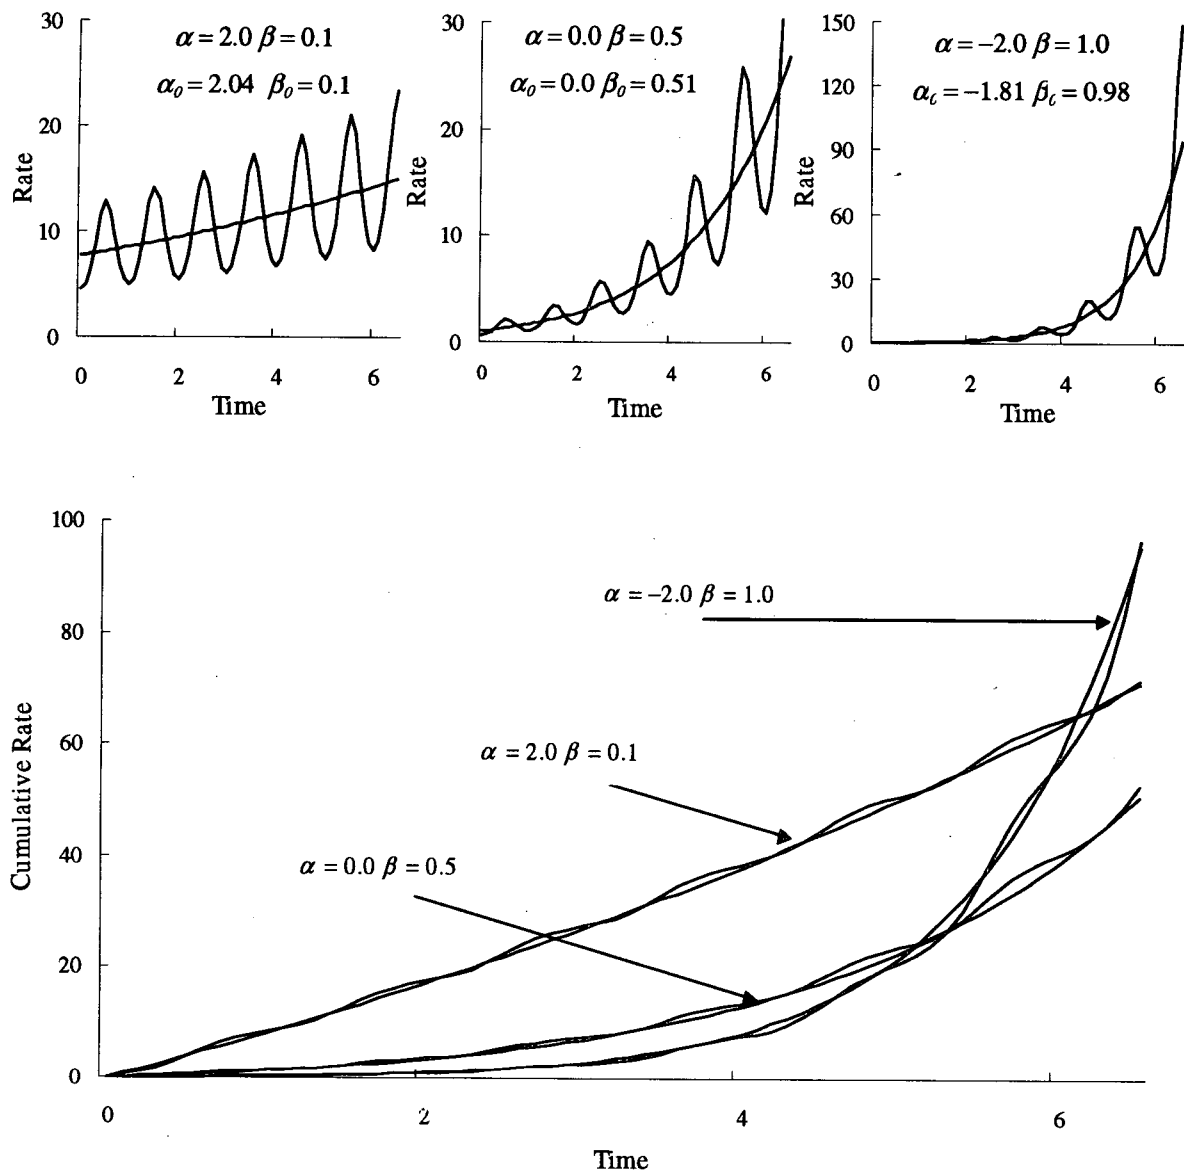 30
20
10
0
Rate
α = 2.0 β = 0.1
α₀ = 2.04 β₀ = 0.1
0 2 4 6
Time
30
20
10
0
Rate
α = 0.0 β = 0.5
α₀ = 0.0 β₀ = 0.51
0 2 4 6
Time
150
120
90
60
30
0
Rate
α = −2.0 β = 1.0
α₀ = −1.81 β₀ = 0.98
0 2 4 6
Time
100
80
60
40
20
0
Cumulative Rate
α = −2.0 β = 1.0
α = 2.0 β = 0.1
α = 0.0 β = 0.5
0 2 4 6
Time